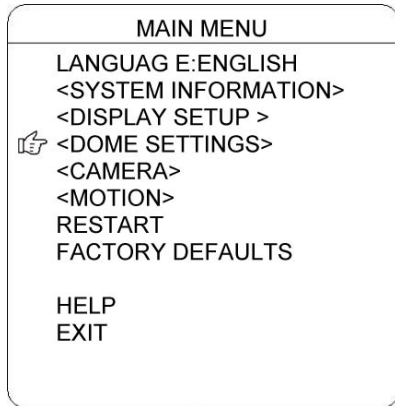 MAIN MENU
LANGUAG E:ENGLISH
<SYSTEM INFORMATION>
<DISPLAY SETUP >
<DOME SETTINGS>
<CAMERA>
<MOTION>
RESTART
FACTORY DEFAULTS
HELP
EXIT